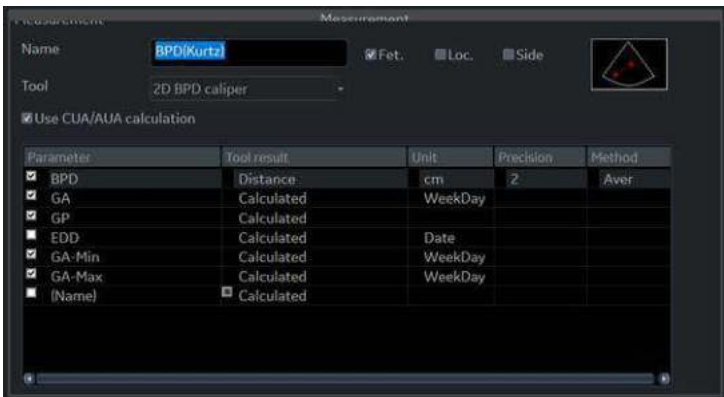 Measurement
Measurement
Name BPD(Kurtz) Fet. Loc. Side
Tool 2D BPD caliper
Use CUA/AUA calculation
Parameter Tool result Unit Precision Method
BPD Distance cm 2 Aver
GA Calculated WeekDay
GP Calculated
EDD Calculated Date
GA-Min Calculated WeekDay
GA-Max Calculated WeekDay
(Name) Calculated